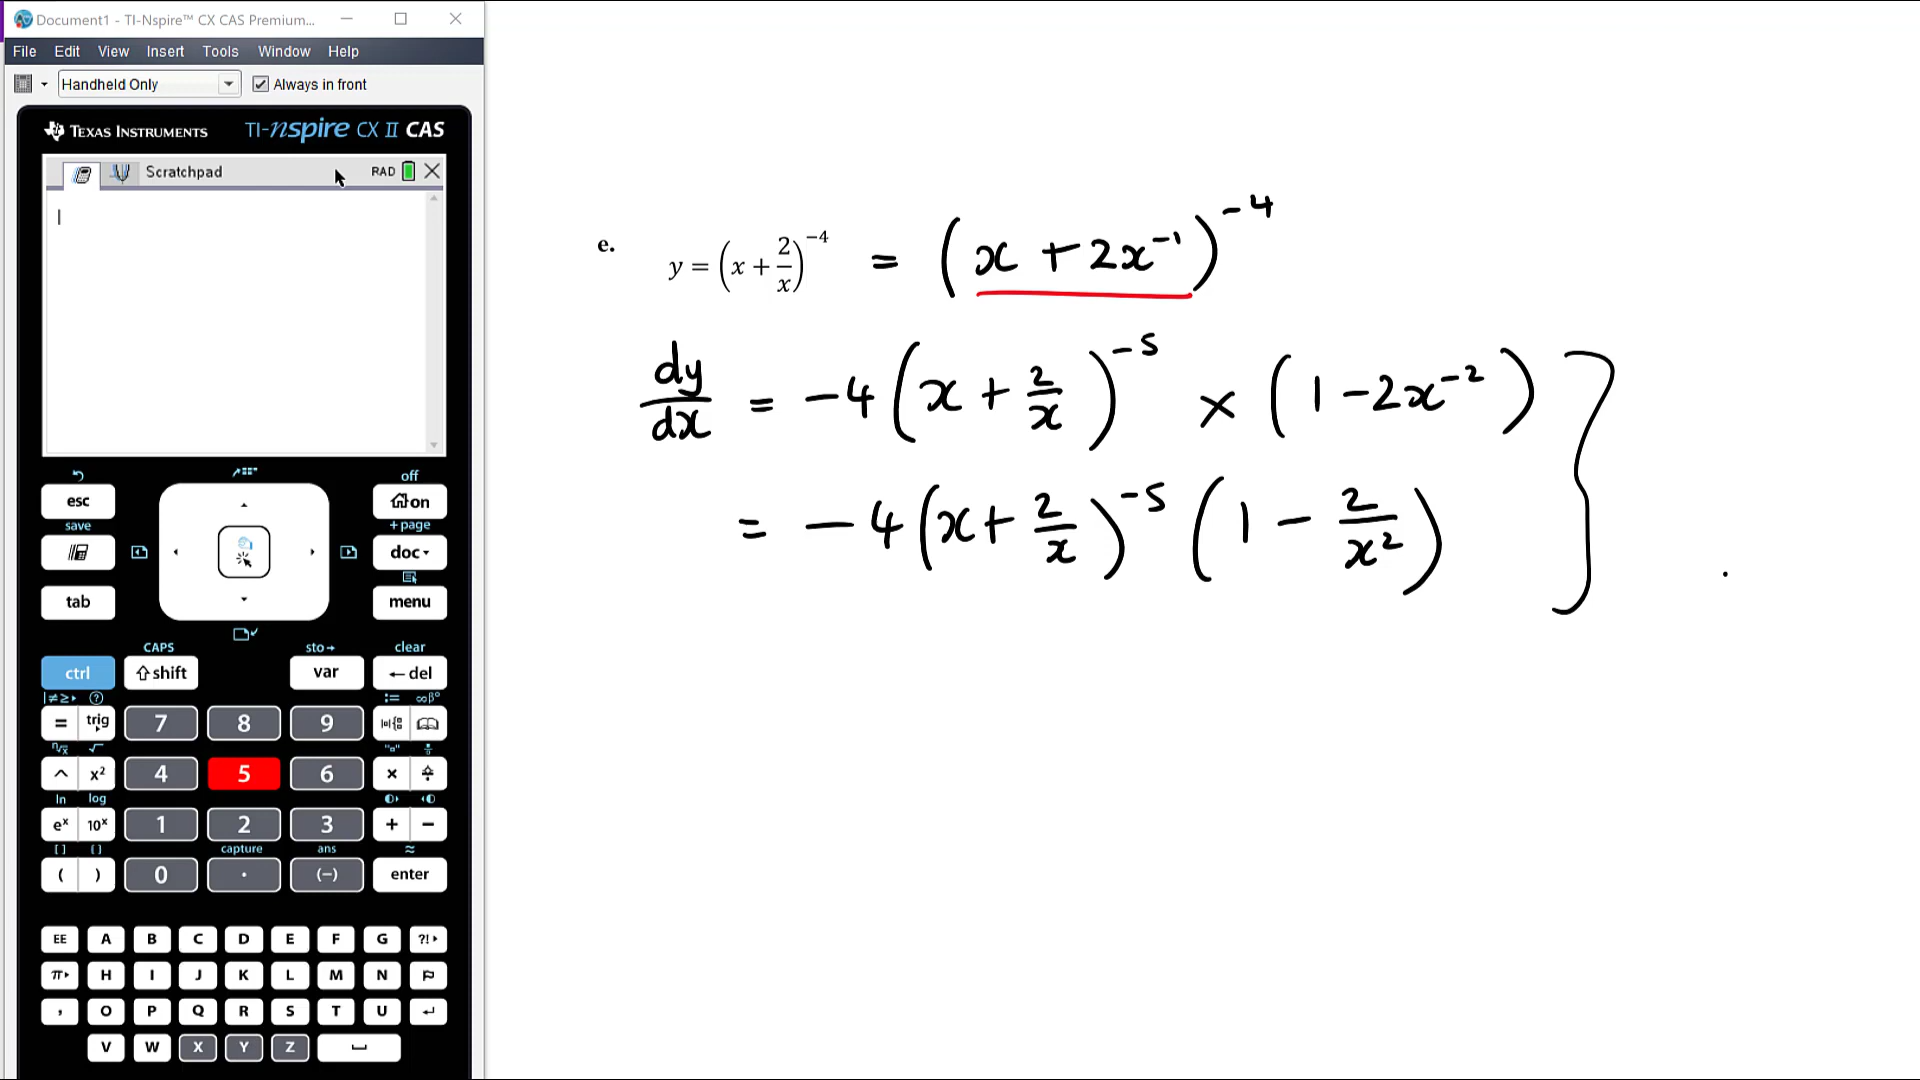 Document1 - TI-Nspire™ CX CAS Premium...
File Edit View Insert Tools Window Help
Handheld Only Always in front
TEXAS INSTRUMENTS TI-nspire CX II CAS
Scratchpad RAD
off
esc on
save + page
doc
tab menu
CAPS sto→ clear
ctrl ⇧shift var ←del
|≠≥▸ ? := ∞β°
= trig 7 8 9
ⁿ√x √ "▫"
^ x² 4 5 6 × ÷
ln log
eˣ 10ˣ 1 2 3 + −
[ ] { } capture ans ≈
( ) 0 . (−) enter
EE A B C D E F G ?!▸
π▸ H I J K L M N
, O P Q R S T U ↵
V W X Y Z
e. y = (x + 2/x)⁻⁴ = (x + 2x⁻¹)⁻⁴
dy/dx = −4(x + 2/x)⁻⁵ × (1 − 2x⁻²)
= −4(x + 2/x)⁻⁵ (1 − 2/x²)